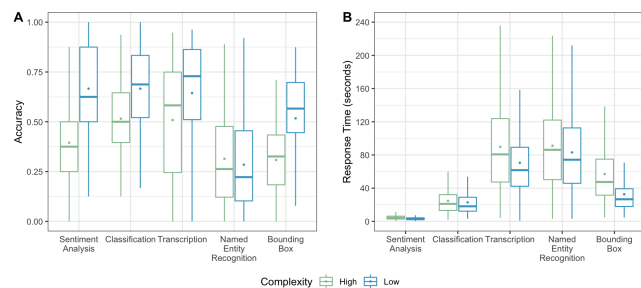 A
B
Accuracy
1.00
0.75
0.50
0.25
0.00
Sentiment
Analysis
Classification
Transcription
Named
Entity
Recognition
Bounding
Box
Response Time (seconds)
240
200
160
120
80
40
0
Sentiment
Analysis
Classification
Transcription
Named
Entity
Recognition
Bounding
Box
Complexity High Low